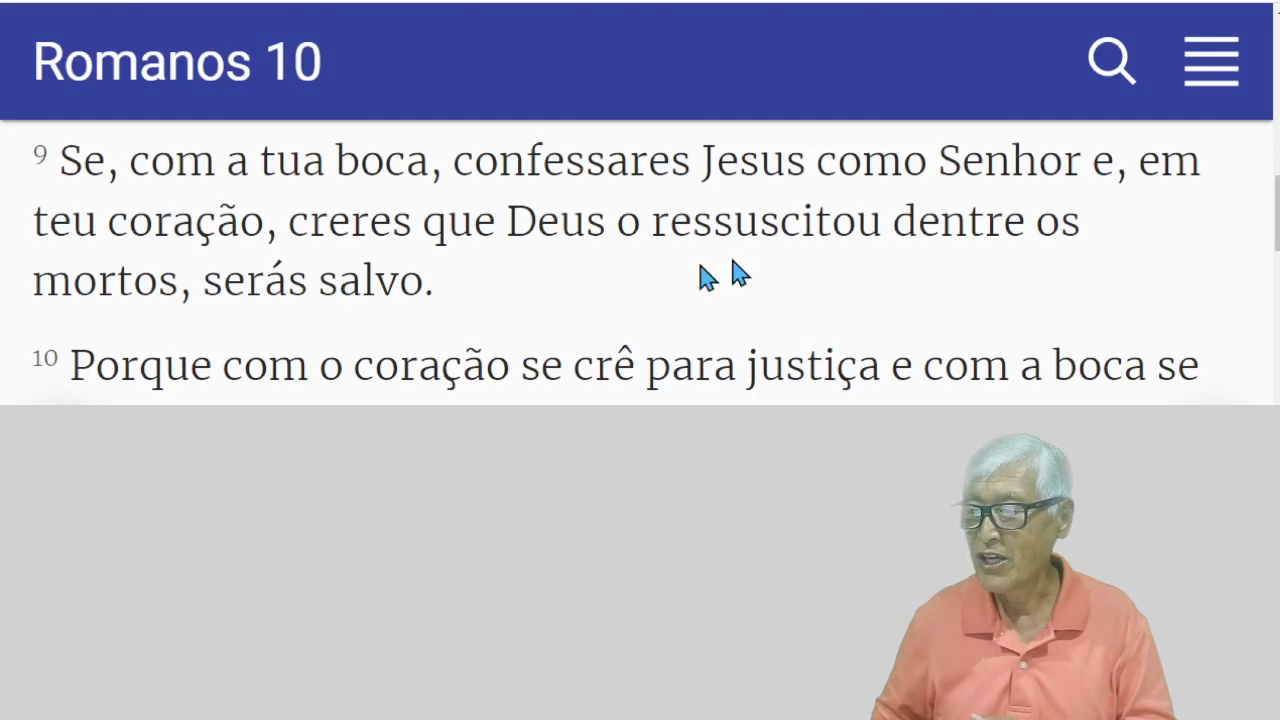 Romanos 10
9 Se, com a tua boca, confessares Jesus como Senhor e, em
teu coração, creres que Deus o ressuscitou dentre os
mortos, serás salvo.
10 Porque com o coração se crê para justiça e com a boca se